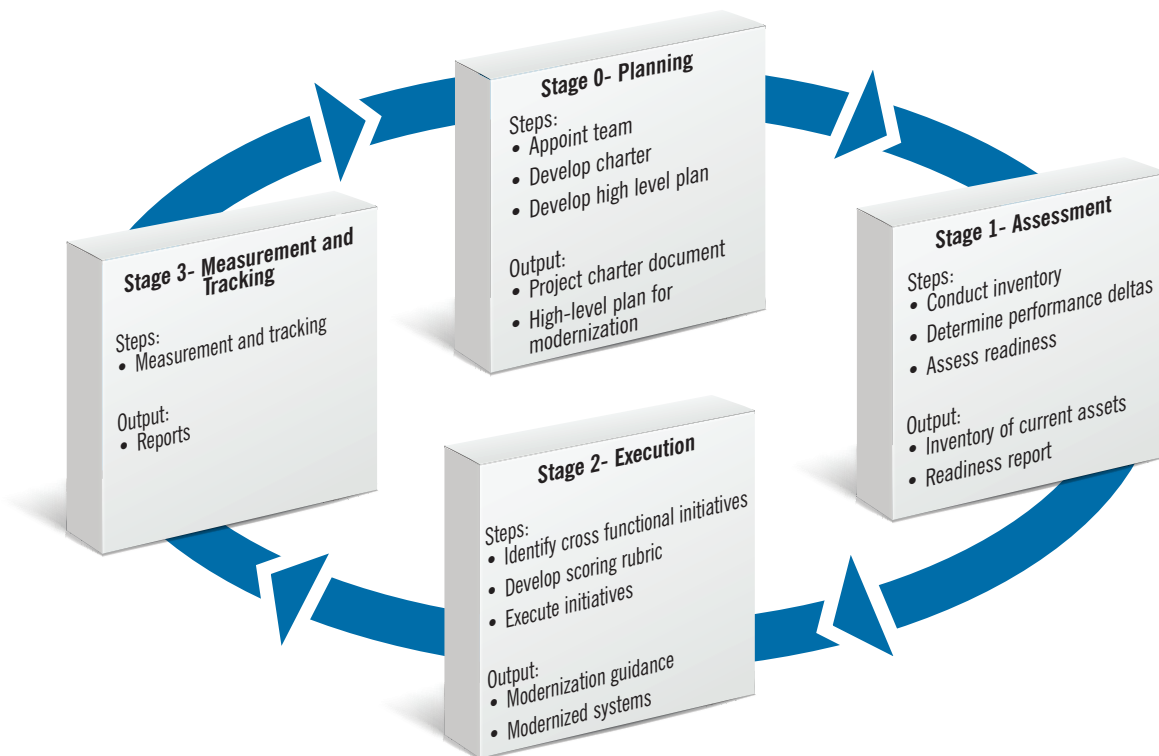 Stage 0- Planning
Steps:
• Appoint team
• Develop charter
• Develop high level plan
Output:
• Project charter document
• High-level plan for
modernization
Stage 1- Assessment
Steps:
• Conduct inventory
• Determine performance deltas
• Assess readiness
Output:
• Inventory of current assets
• Readiness report
Stage 2- Execution
Steps:
• Identify cross functional initiatives
• Develop scoring rubric
• Execute initiatives
Output:
• Modernization guidance
• Modernized systems
Stage 3- Measurement and
Tracking
Steps:
• Measurement and tracking
Output:
• Reports